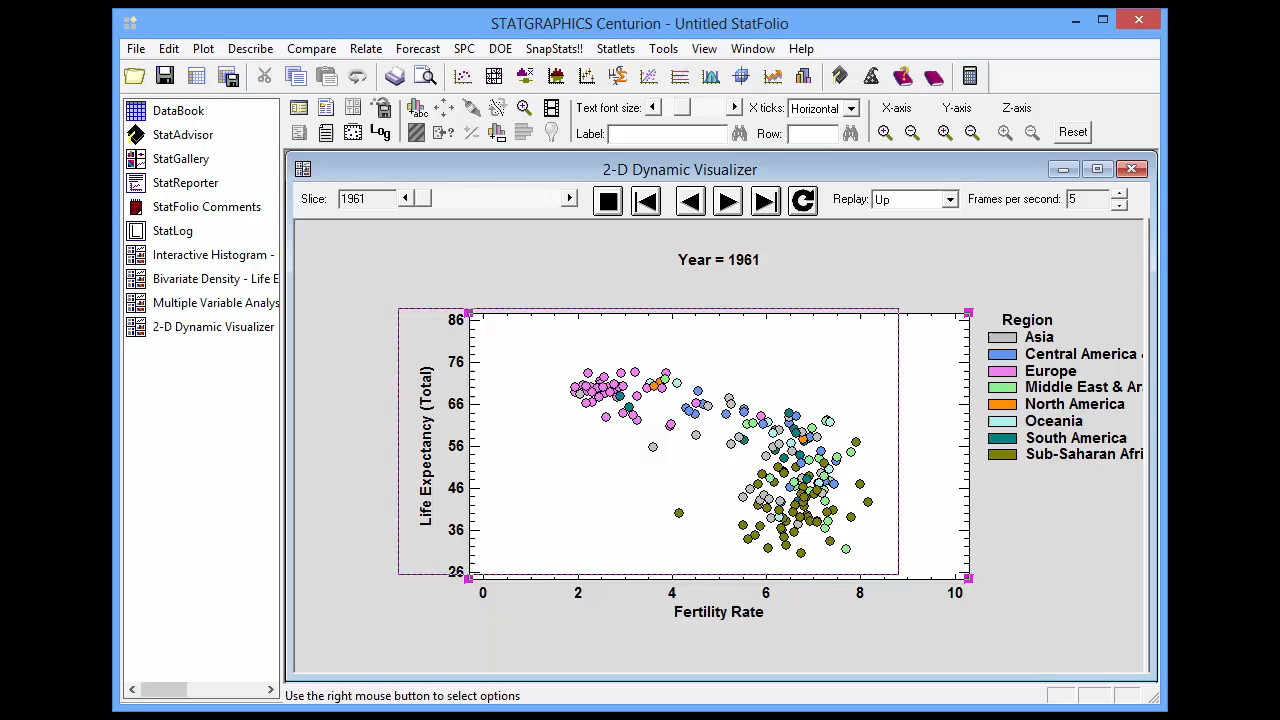 STATGRAPHICS Centurion - Untitled StatFolio
File Edit Plot Describe Compare Relate Forecast SPC DOE SnapStats!! Statlets Tools View Window Help
DataBook
StatAdvisor
StatGallery
StatReporter
StatFolio Comments
StatLog
Interactive Histogram -
Bivariate Density - Life E
Multiple Variable Analys
2-D Dynamic Visualizer
Text font size: X ticks: Horizontal X-axis Y-axis Z-axis
Log Label: Row: Reset
2-D Dynamic Visualizer
Slice: 1961 Replay: Up Frames per second: 5
Year = 1961
Life Expectancy (Total)
86
76
66
56
46
36
26
0 2 4 6 8 10
Fertility Rate
Region
Asia
Central America &
Europe
Middle East & Ar
North America
Oceania
South America
Sub-Saharan Afri
Use the right mouse button to select options